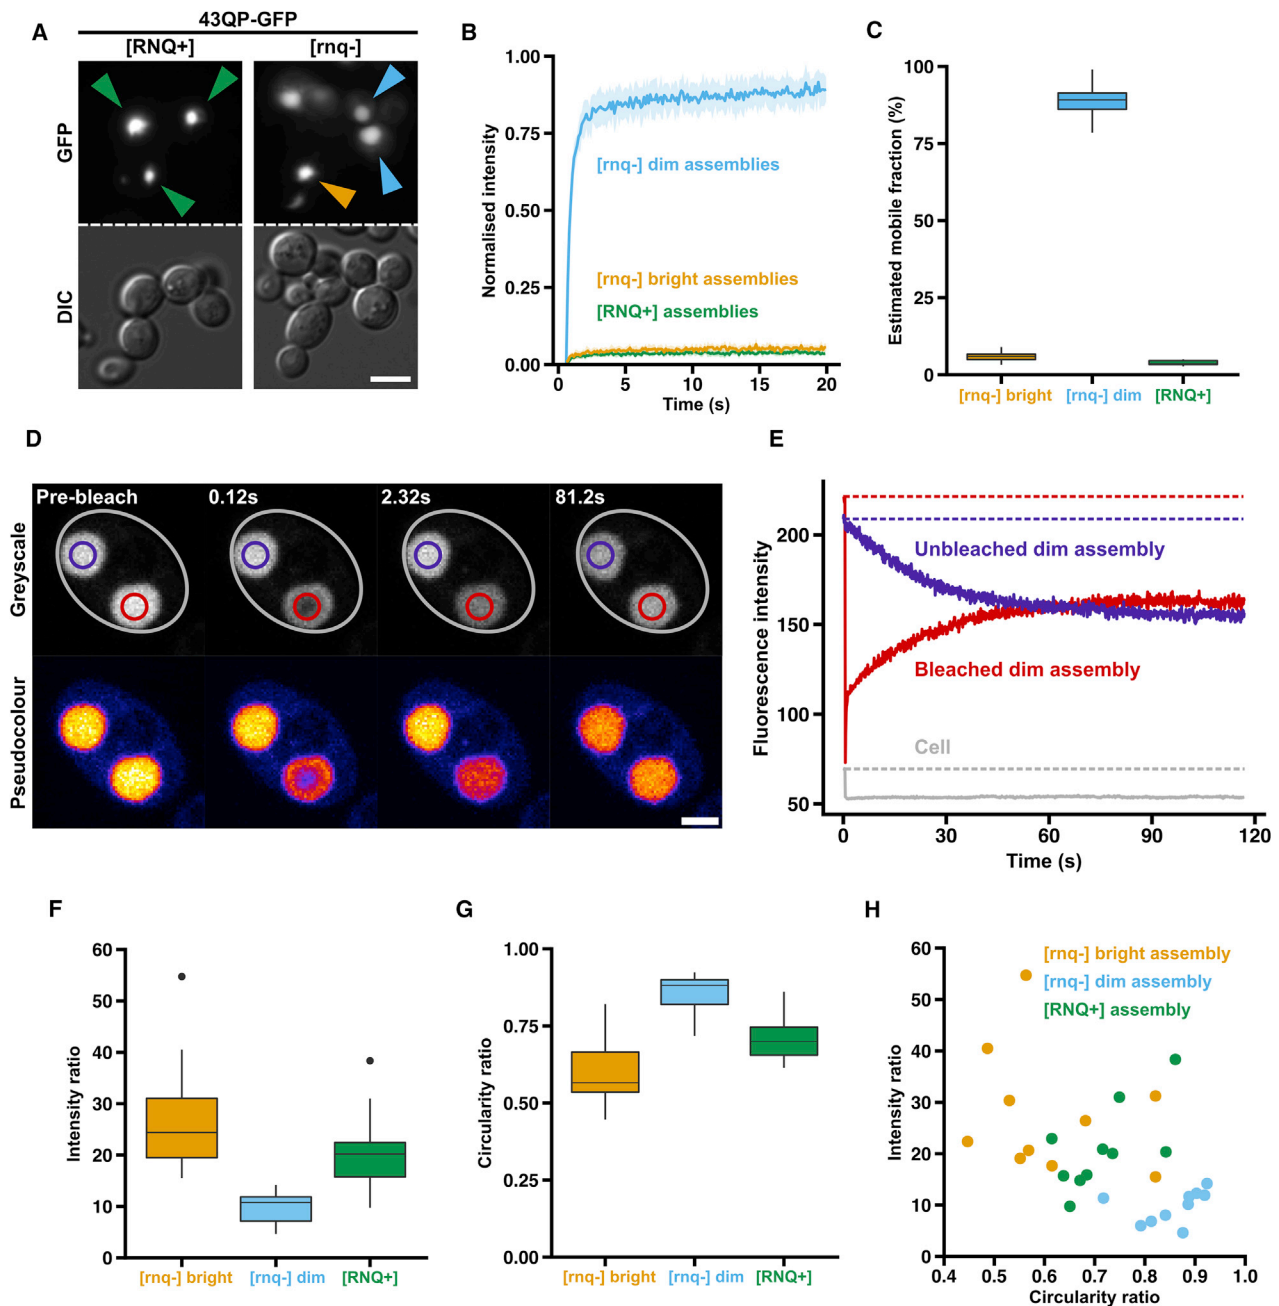 A
43QP-GFP
[RNQ+] [rnq-]
GFP
DIC
B
1.00
0.75
0.50
0.25
0.00
Normalised intensity
[rnq-] dim assemblies
[rnq-] bright assemblies
[RNQ+] assemblies
0 5 10 15 20
Time (s)
C
100
75
50
25
0
Estimated mobile fraction (%)
[rnq-] bright [rnq-] dim [RNQ+]
D
Pre-bleach 0.12s 2.32s 81.2s
Greyscale
Pseudocolour
E
200
150
100
50
Fluorescence intensity
Unbleached dim assembly
Bleached dim assembly
Cell
0 30 60 90 120
Time (s)
F
60
50
40
30
20
10
0
Intensity ratio
[rnq-] bright [rnq-] dim [RNQ+]
G
1.00
0.75
0.50
0.25
0.00
Circularity ratio
[rnq-] bright [rnq-] dim [RNQ+]
H
60
50
40
30
20
10
0
Intensity ratio
[rnq-] bright assembly
[rnq-] dim assembly
[RNQ+] assembly
0.4 0.5 0.6 0.7 0.8 0.9 1.0
Circularity ratio